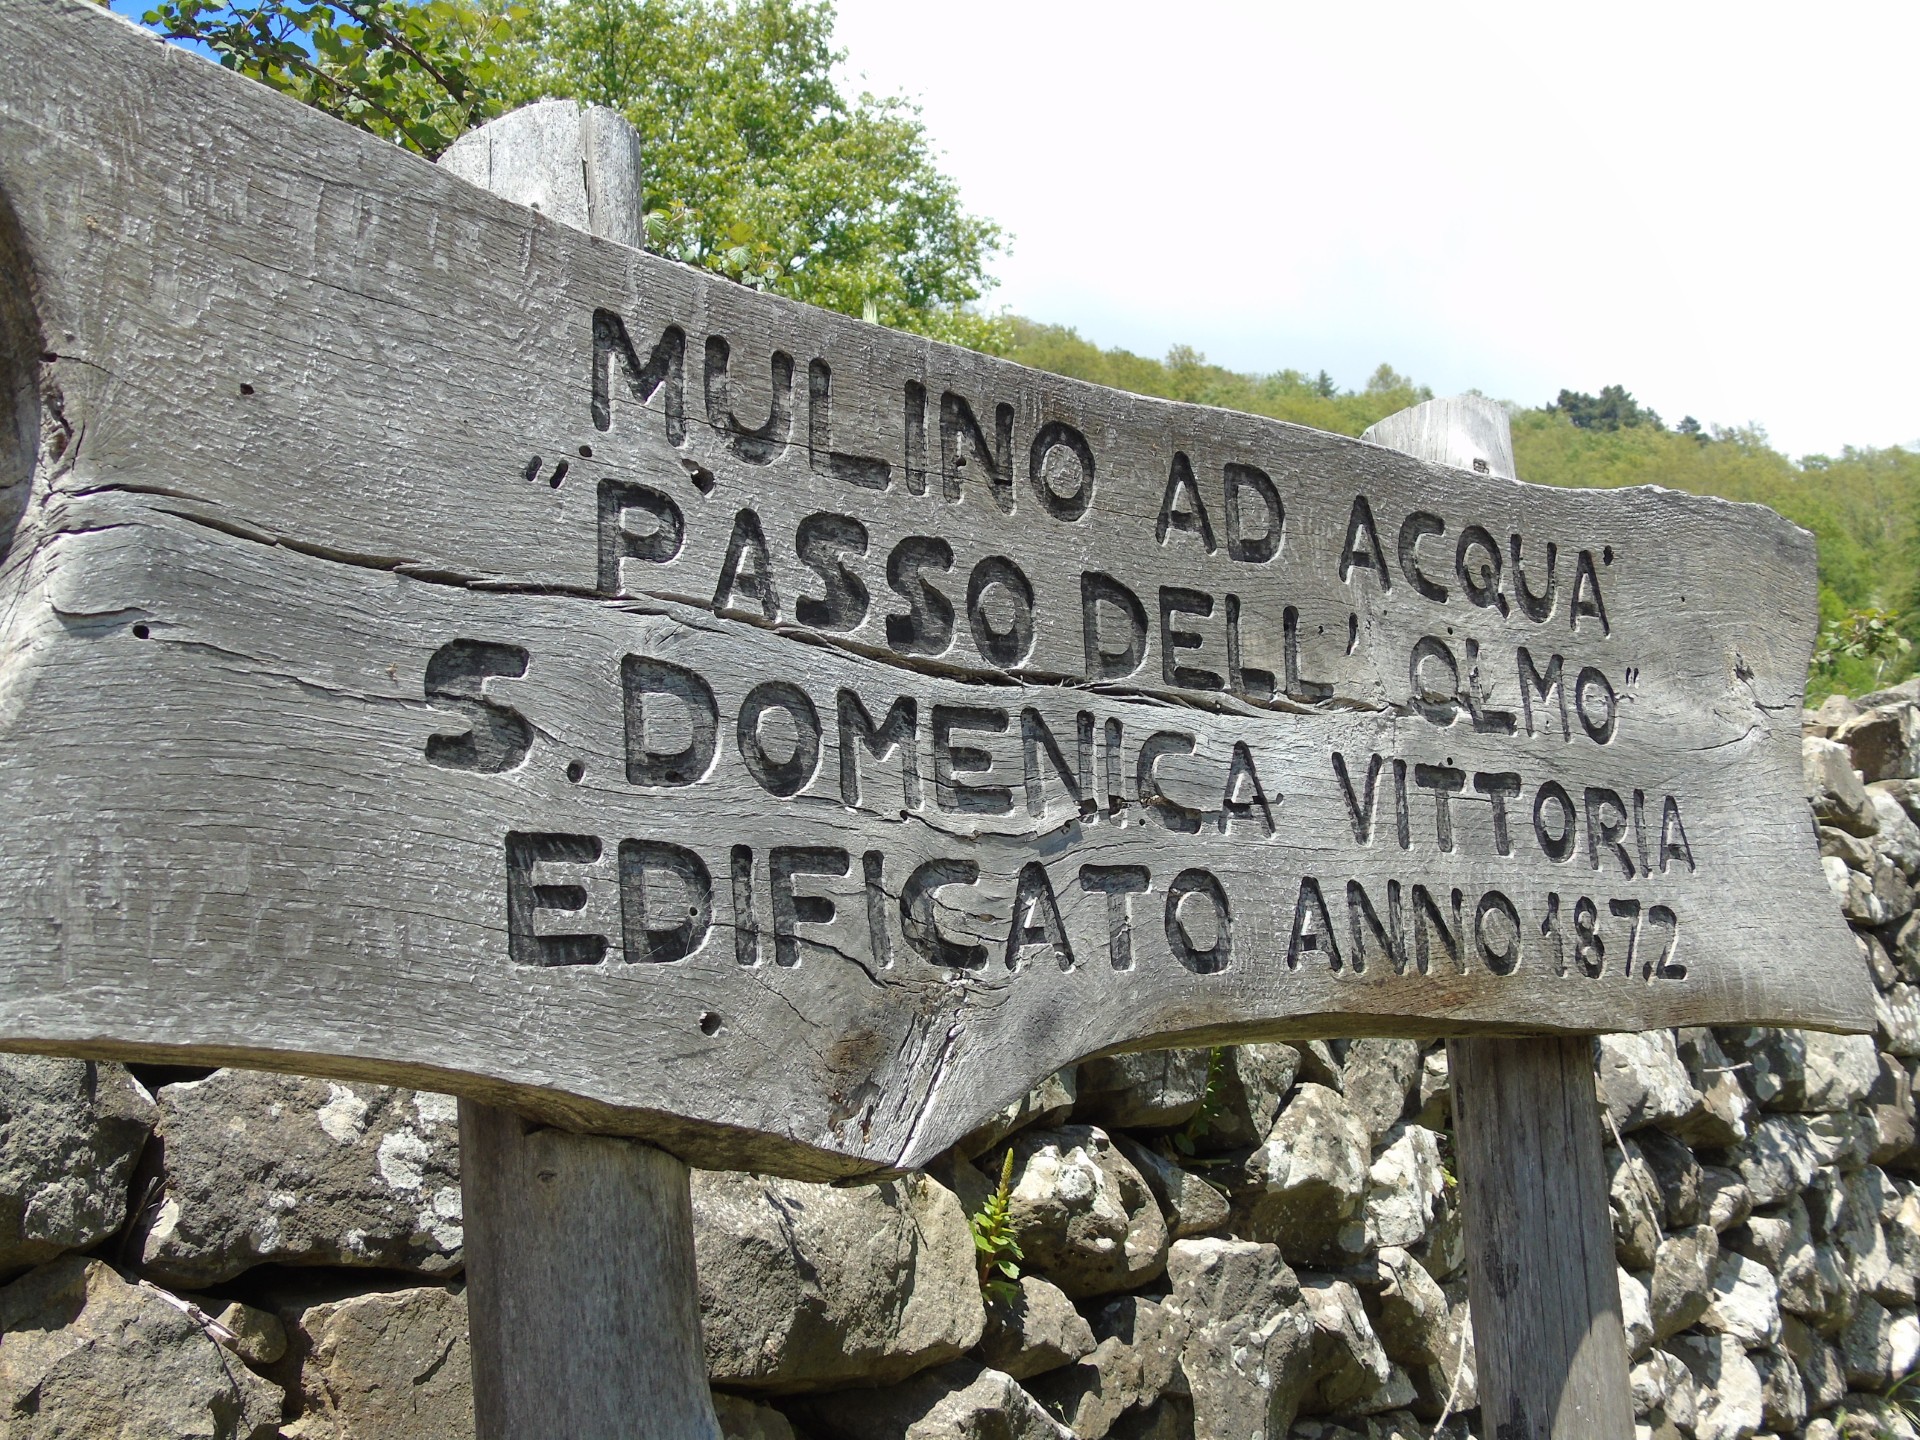 MULINO AD ACQUA
"PASSO DELL' OLMO"
S. DOMENICA VITTORIA
EDIFICATO ANNO 1872